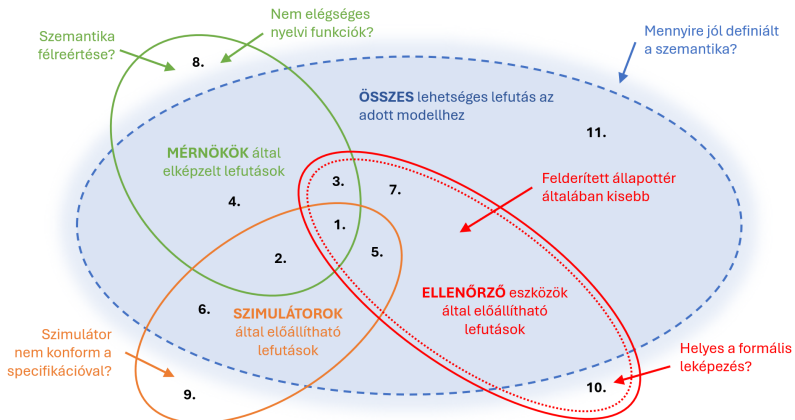 Nem elégséges
nyelvi funkciók?
Szemantika
félreértése?
8.
Mennyire jól definiált
a szemantika?
ÖSSZES lehetséges lefutás az
adott modellhez
11.
MÉRNÖKÖK által
elképzelt lefutások
3.
7.
Felderített állapottér
általában kisebb
4.
1.
2.
5.
ELLENŐRZŐ eszközök
által előállítható
lefutások
6.
SZIMULÁTOROK
által előállítható
lefutások
Szimulátor
nem konform a
specifikációval?
Helyes a formális
leképezés?
9.
10.